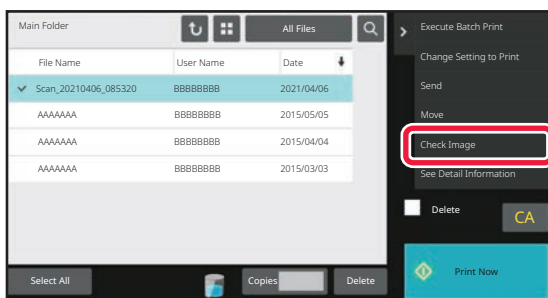 Main Folder
All Files
File Name User Name Date
Scan_20210406_085320 BBBBBBBB 2021/04/06
AAAAAAA BBBBBBBB 2015/05/05
AAAAAAA BBBBBBBB 2015/04/04
AAAAAAA BBBBBBBB 2015/03/03
Select All
Copies
Delete
Execute Batch Print
Change Setting to Print
Send
Move
Check Image
See Detail Information
Delete
CA
Print Now